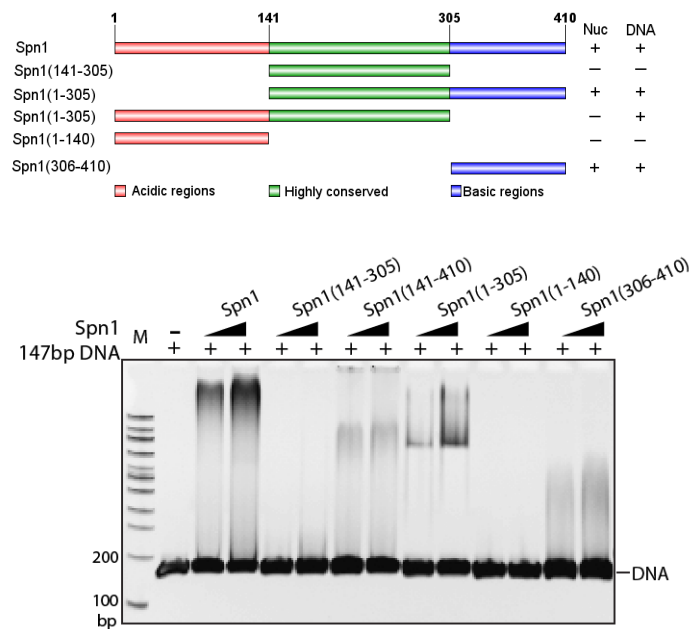 1 141 305 410
Nuc DNA
Spn1 + +
Spn1(141-305) − −
Spn1(1-305) + +
Spn1(1-305) − +
Spn1(1-140) − −
Spn1(306-410) + +
Acidic regions Highly conserved Basic regions
Spn1 Spn1(141-305) Spn1(141-410) Spn1(1-305) Spn1(1-140) Spn1(306-410)
Spn1 M −
147bp DNA + + + + + + + + + + + + +
200
DNA
100
bp